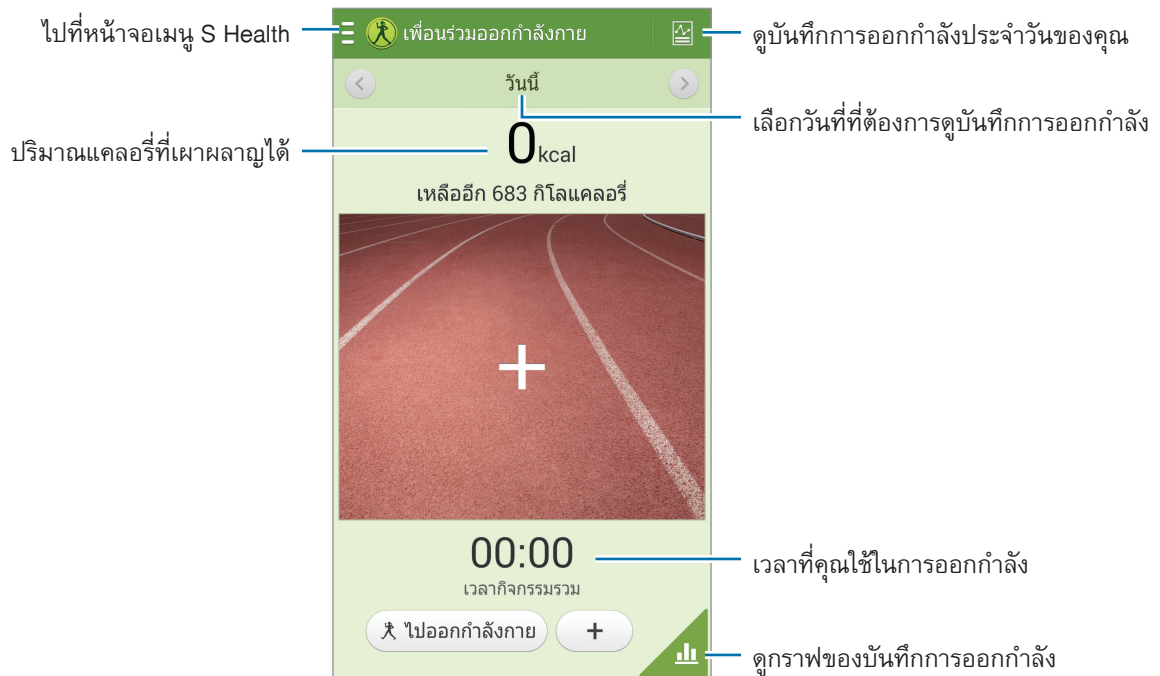 ไปที่หน้าจอเมนู S Health
เพื่อนร่วมออกกำลังกาย
ดูบันทึกการออกกำลังประจำวันของคุณ
วันนี้
เลือกวันที่ที่ต้องการดูบันทึกการออกกำลัง
ปริมาณแคลอรี่ที่เผาผลาญได้
0kcal
เหลืออีก 683 กิโลแคลอรี่
00:00
เวลาที่คุณใช้ในการออกกำลัง
เวลากิจกรรมรวม
ไปออกกำลังกาย
+
ดูกราฟของบันทึกการออกกำลัง